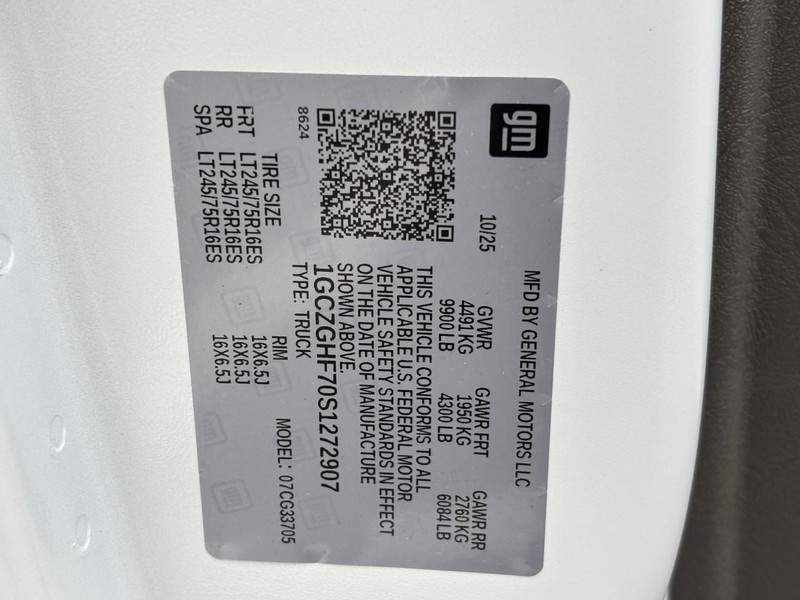 gm
MFD BY GENERAL MOTORS LLC
10/25
GVWR GAWR FRT GAWR RR
4491 KG 1950 KG 2760 KG
9900 LB 4300 LB 6084 LB
THIS VEHICLE CONFORMS TO ALL
APPLICABLE U.S. FEDERAL MOTOR
VEHICLE SAFETY STANDARDS IN EFFECT
ON THE DATE OF MANUFACTURE
SHOWN ABOVE.
1GCZGHF70S1272907
8624
TYPE: TRUCK MODEL: 07CG33705
TIRE SIZE RIM
FRT LT245/75R16ES 16X6.5J
RR LT245/75R16ES 16X6.5J
SPA LT245/75R16ES 16X6.5J